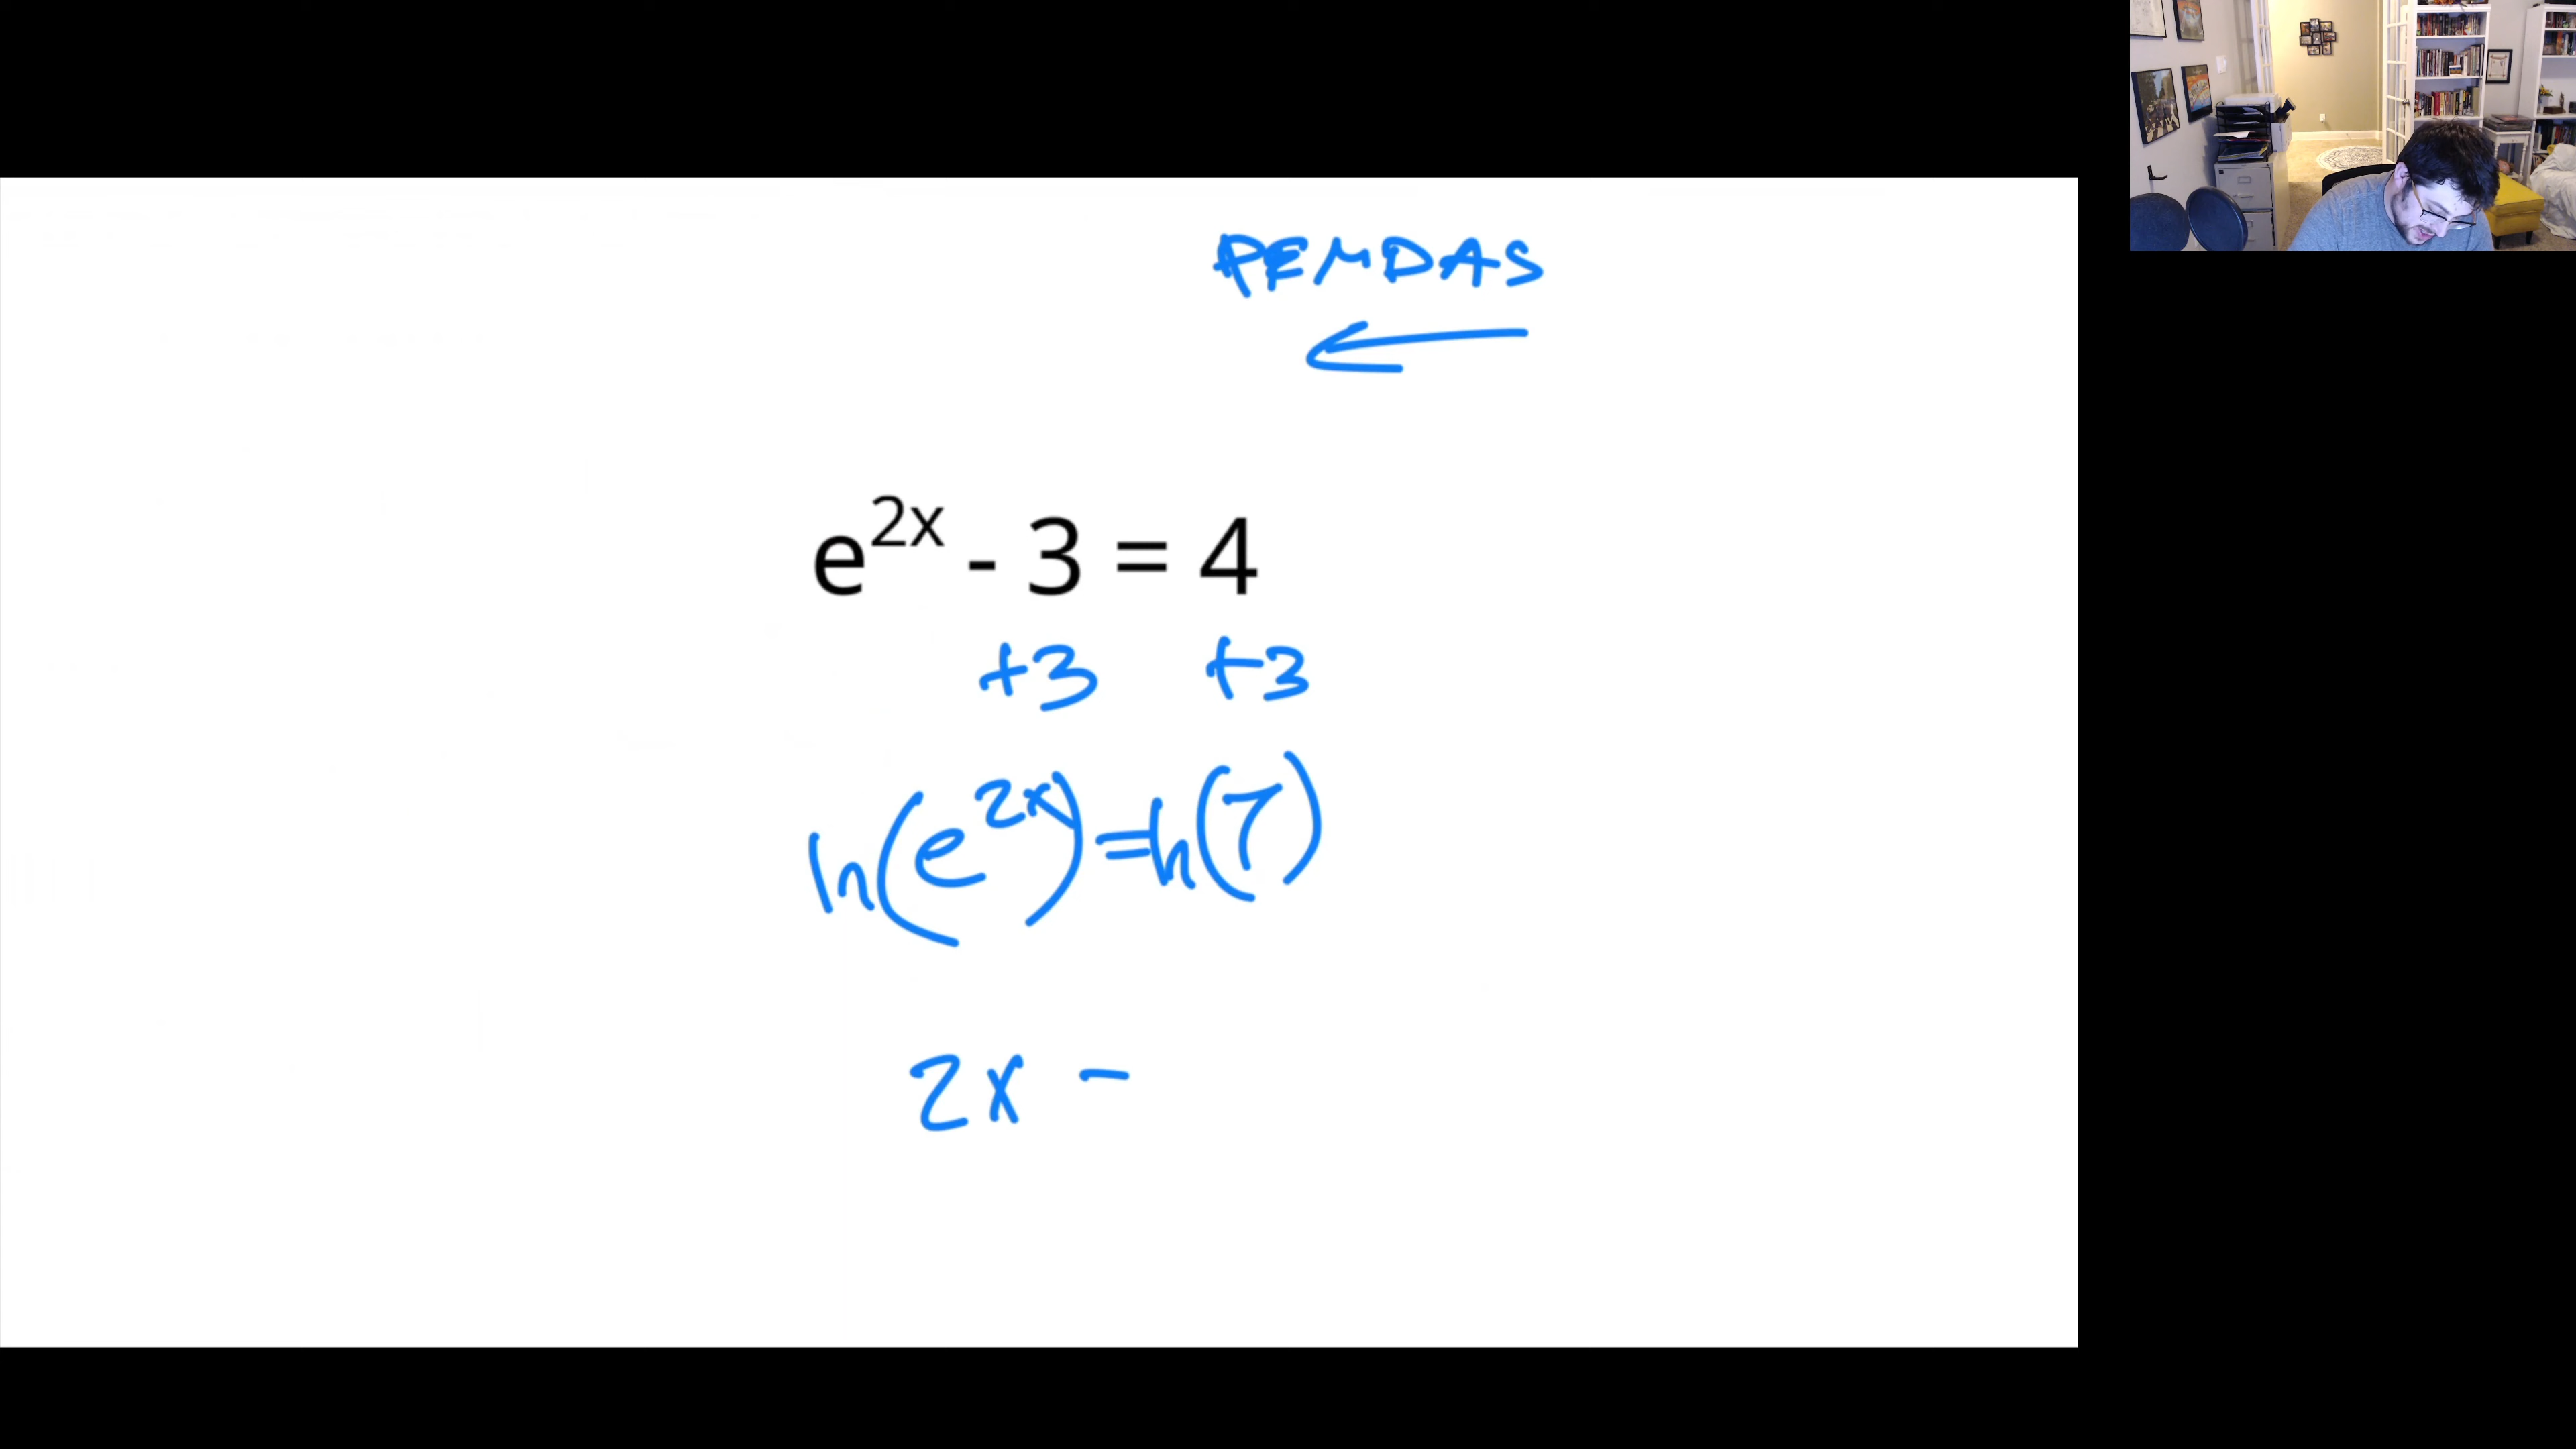 PEMDAS
e^{2x} - 3 = 4
+3 +3
ln(e^{2x}) = ln(7)
2x -